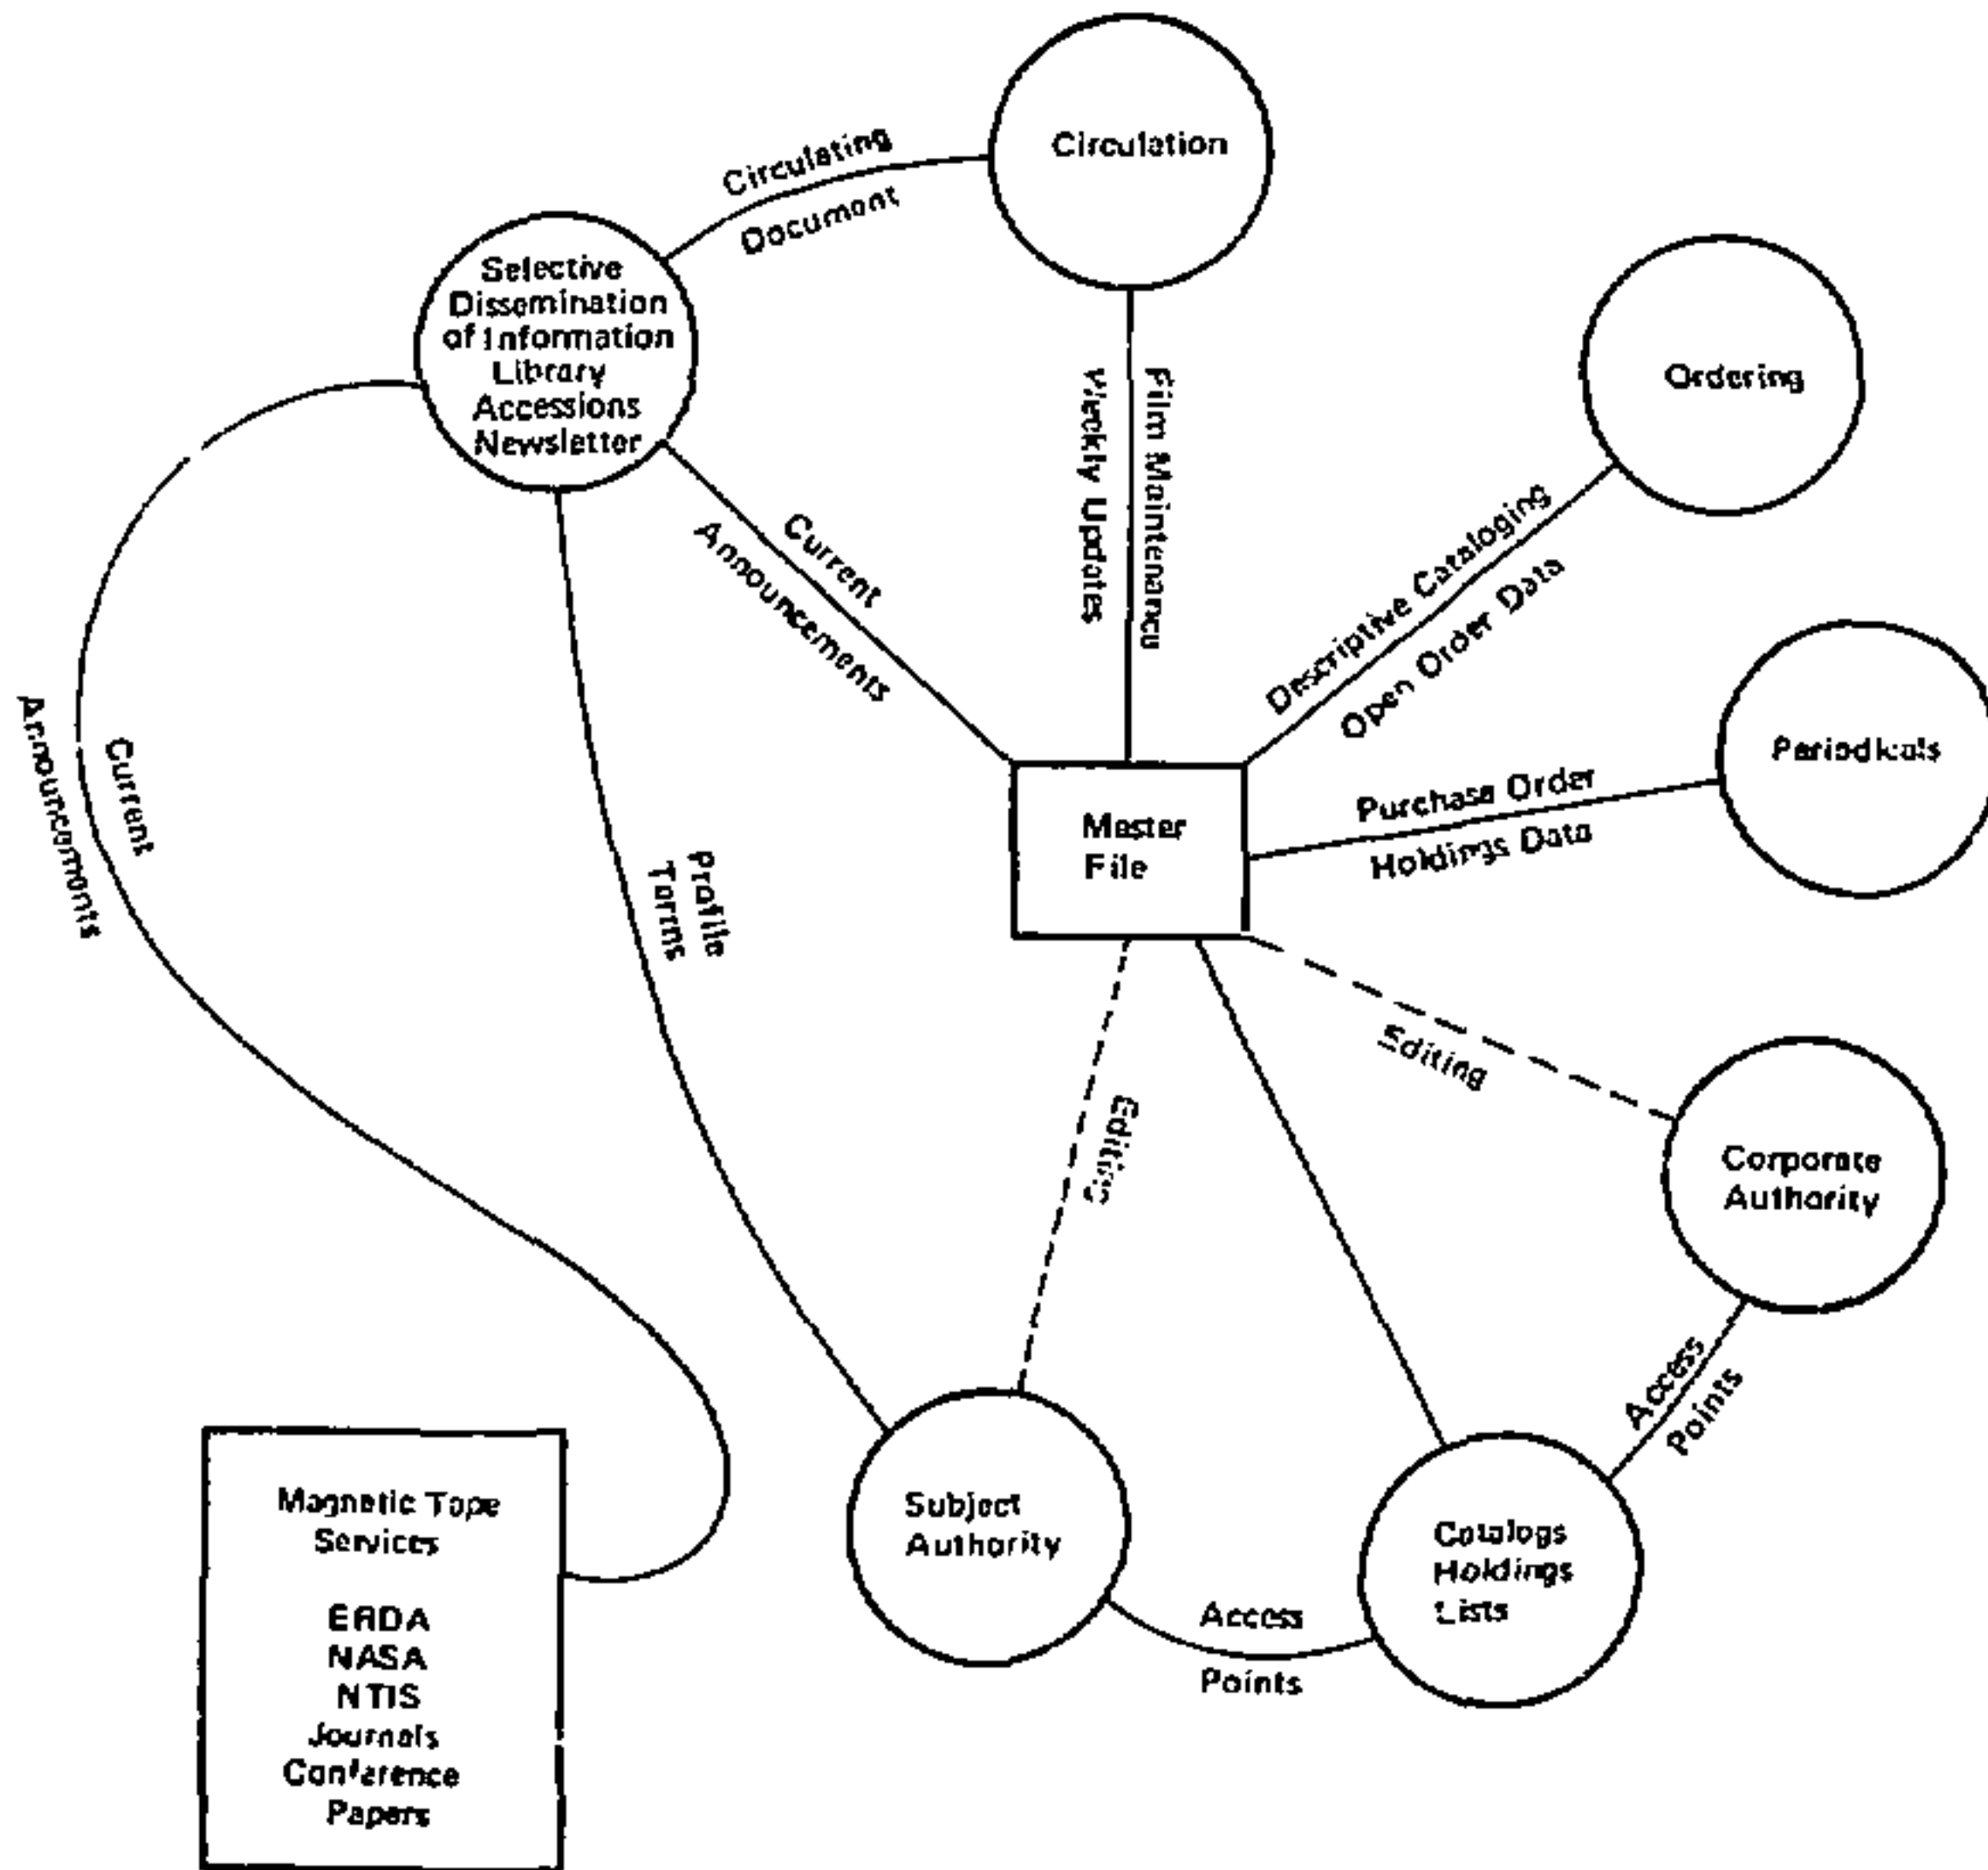 Circulation
Circulating
Document
Selective
Dissemination
of Information
Library
Accessions
Newsletter
Ordering
Film Maintenance
Weekly Updates
Current
Announcements
Descriptive Cataloging
Open Order Data
Periodicals
Purchase Order
Holdings Data
Master
File
Current
Announcements
Profile
Terms
Editing
Editing
Corporate
Authority
Access
Points
Subject
Authority
Catalogs
Holdings
Lists
Access
Points
Magnetic Tape
Services
ERDA
NASA
NTIS
Journals
Conference
Papers